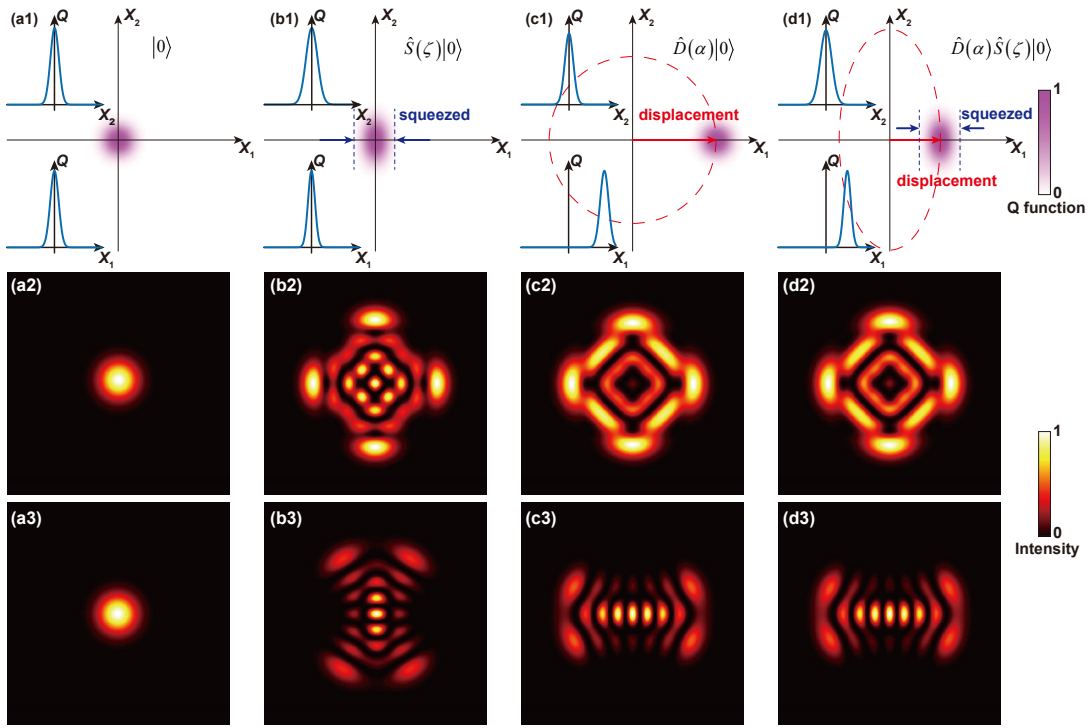 (a1)
Q
X₂
|0⟩
X₂
Q
X₁
X₁
(b1)
Q
X₂
Ŝ(ζ)|0⟩
X₂
squeezed
Q
X₁
X₁
(c1)
Q
X₂
D̂(α)|0⟩
X₂
displacement
Q
X₁
X₁
(d1)
Q
X₂
D̂(α)Ŝ(ζ)|0⟩
X₂
squeezed
displacement
Q
X₁
X₁
1
0
Q function
(a2)
(b2)
(c2)
(d2)
1
0
Intensity
(a3)
(b3)
(c3)
(d3)